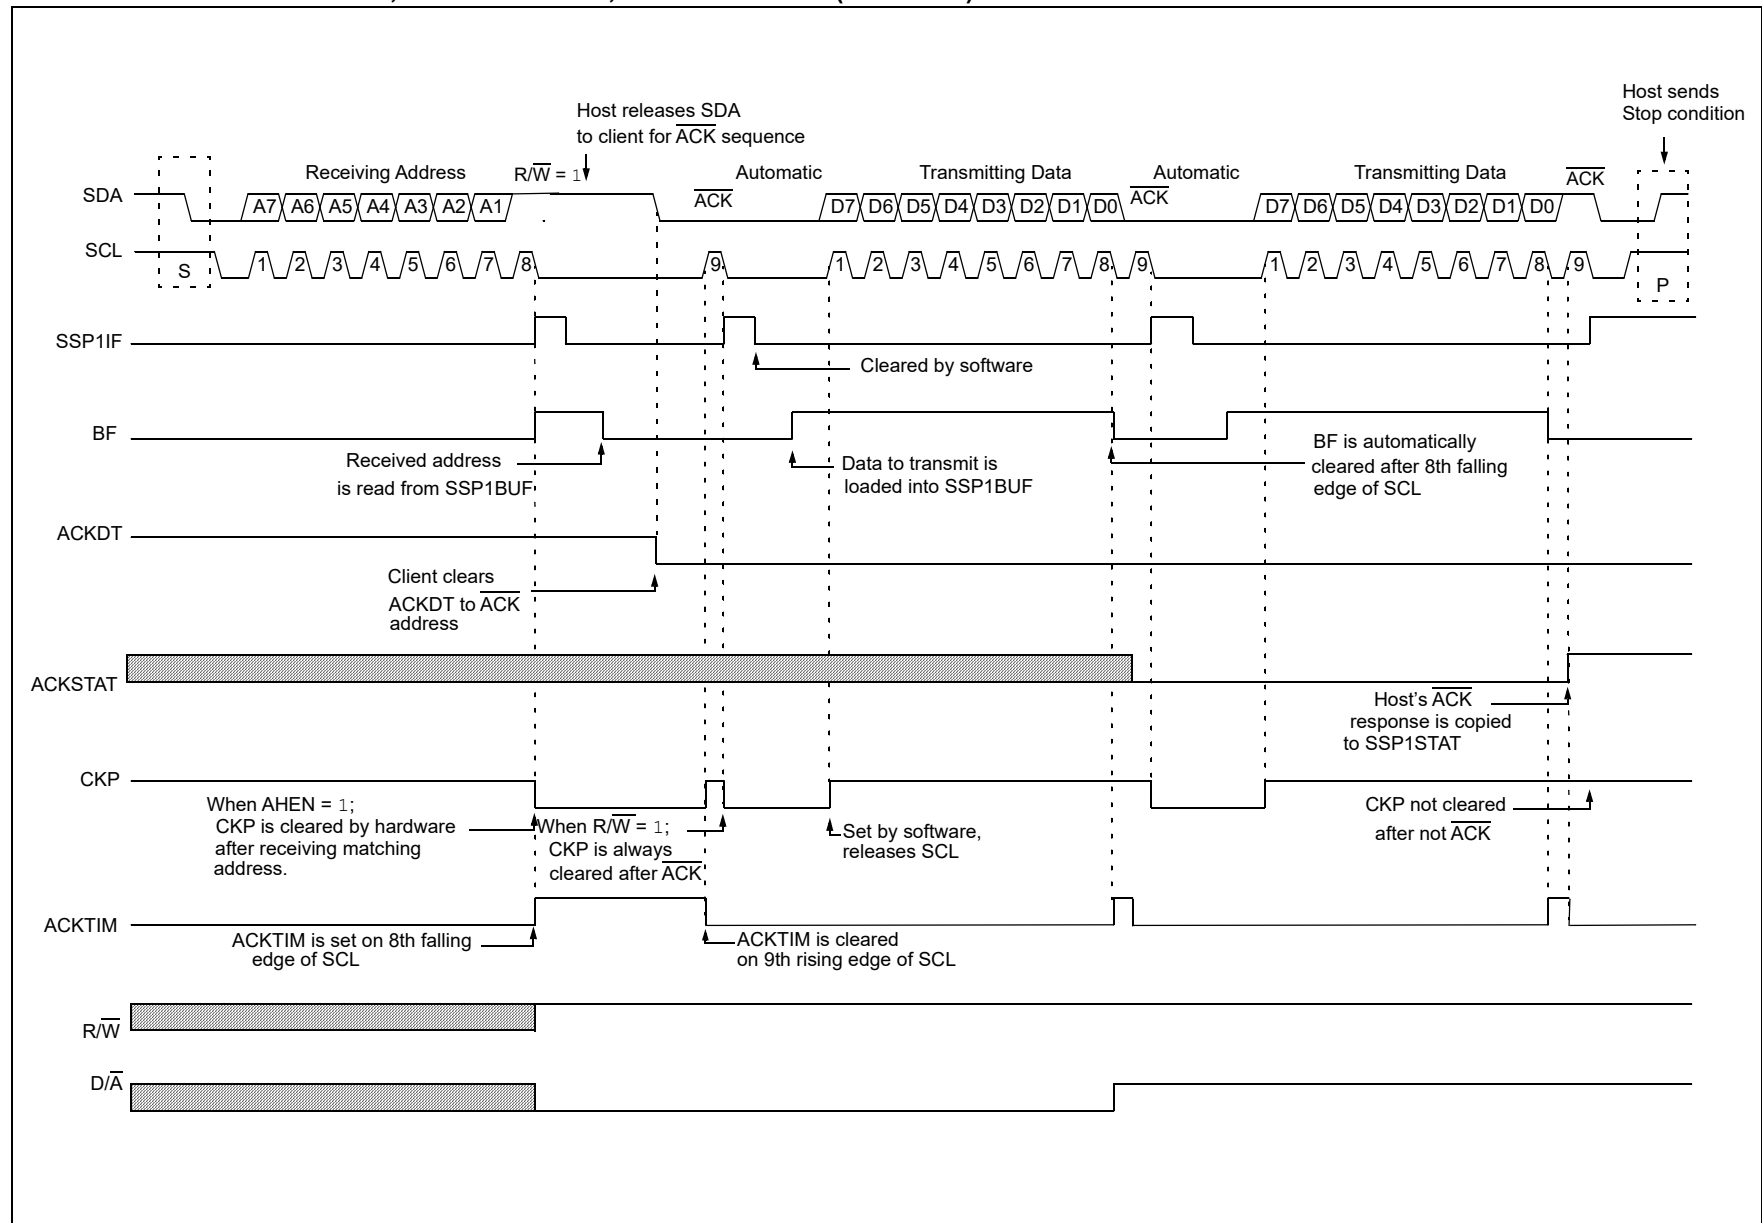 Host sends
Stop condition
Host releases SDA
to client for A̅C̅K̅ sequence
Receiving Address
R/W̅ = 1
Automatic
Transmitting Data
Automatic
Transmitting Data
A̅C̅K̅
SDA
A7 A6 A5 A4 A3 A2 A1
A̅C̅K̅
D7 D6 D5 D4 D3 D2 D1 D0
A̅C̅K̅
D7 D6 D5 D4 D3 D2 D1 D0
SCL
S
1 2 3 4 5 6 7 8 9
1 2 3 4 5 6 7 8 9
1 2 3 4 5 6 7 8 9
P
SSP1IF
Cleared by software
BF
Received address
is read from SSP1BUF
Data to transmit is
loaded into SSP1BUF
BF is automatically
cleared after 8th falling
edge of SCL
ACKDT
Client clears
ACKDT to A̅C̅K̅
address
ACKSTAT
Host's A̅C̅K̅
response is copied
to SSP1STAT
CKP
When AHEN = 1;
CKP is cleared by hardware
after receiving matching
address.
When R/W̅ = 1;
CKP is always
cleared after A̅C̅K̅
Set by software,
releases SCL
CKP not cleared
after not A̅C̅K̅
ACKTIM
ACKTIM is set on 8th falling
edge of SCL
ACKTIM is cleared
on 9th rising edge of SCL
R/W̅
D/A̅